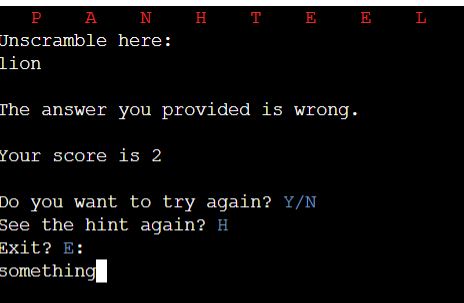 P A N H T E E L
Unscramble here:
lion
The answer you provided is wrong.
Your score is 2
Do you want to try again? Y/N
See the hint again? H
Exit? E:
something